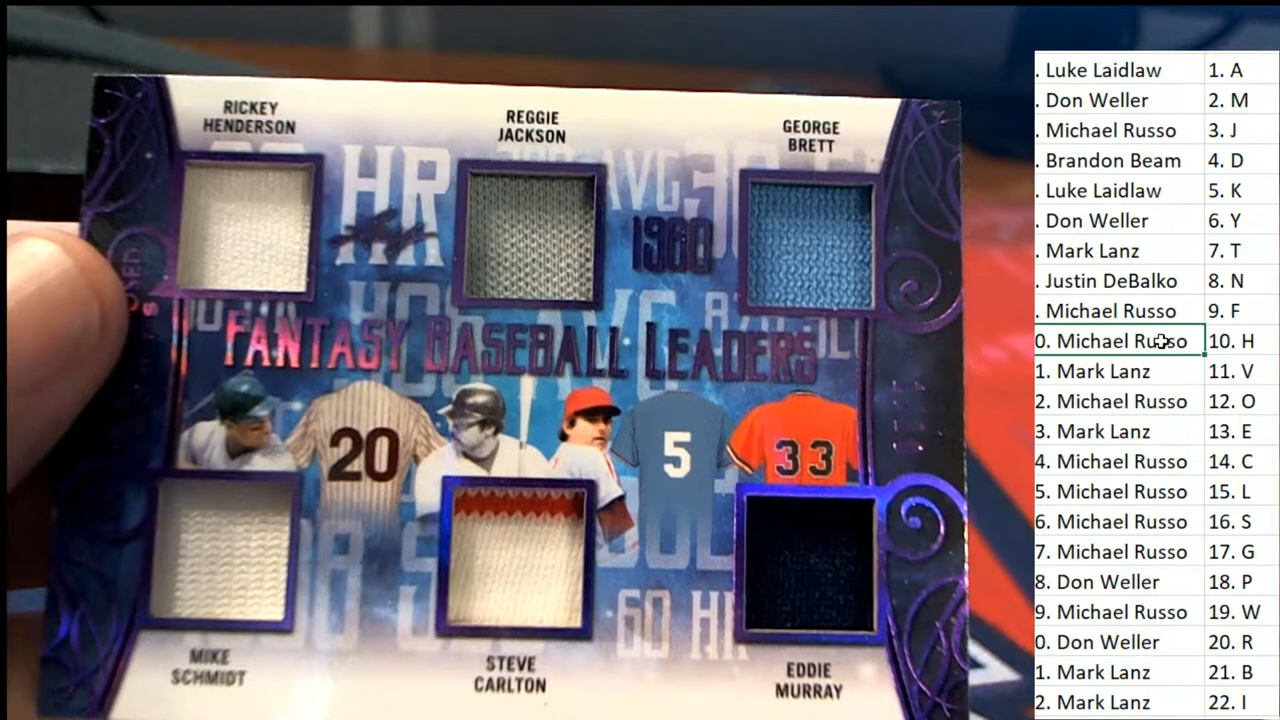 RICKEY
HENDERSON
REGGIE
JACKSON
GEORGE
BRETT
HR
AVG
1980
FANTASY BASEBALL LEADERS
20
5
33
60 HR
MIKE
SCHMIDT
STEVE
CARLTON
EDDIE
MURRAY
. Luke Laidlaw 1. A
. Don Weller 2. M
. Michael Russo 3. J
. Brandon Beam 4. D
. Luke Laidlaw 5. K
. Don Weller 6. Y
. Mark Lanz 7. T
. Justin DeBalko 8. N
. Michael Russo 9. F
0. Michael Russo 10. H
1. Mark Lanz 11. V
2. Michael Russo 12. O
3. Mark Lanz 13. E
4. Michael Russo 14. C
5. Michael Russo 15. L
6. Michael Russo 16. S
7. Michael Russo 17. G
8. Don Weller 18. P
9. Michael Russo 19. W
0. Don Weller 20. R
1. Mark Lanz 21. B
2. Mark Lanz 22. I